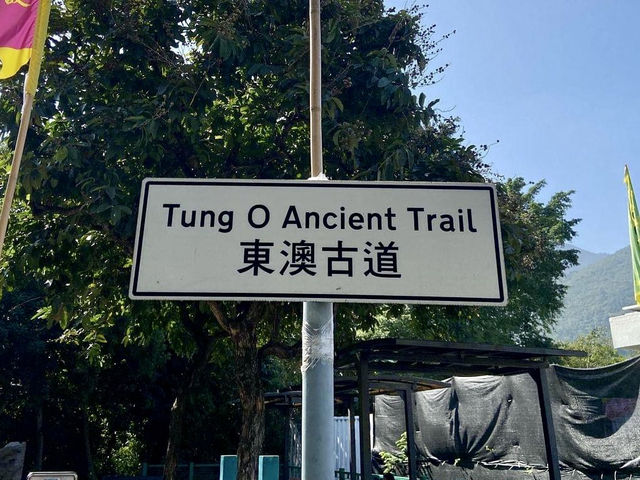 Tung O Ancient Trail
東澳古道